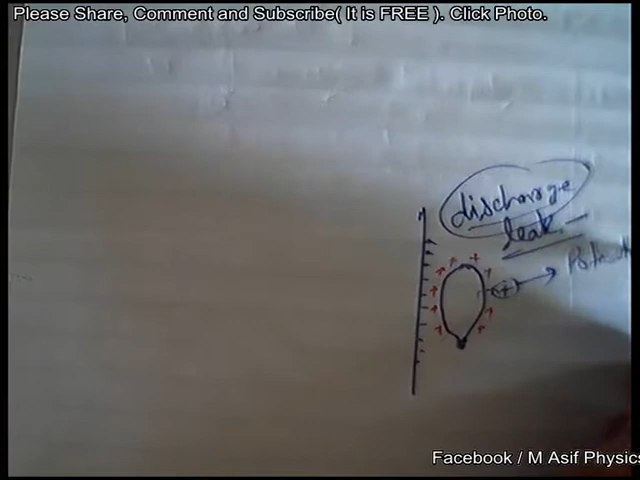 Please Share, Comment and Subscribe( It is FREE ). Click Photo.
discharge
leak
Facebook / M Asif Physics